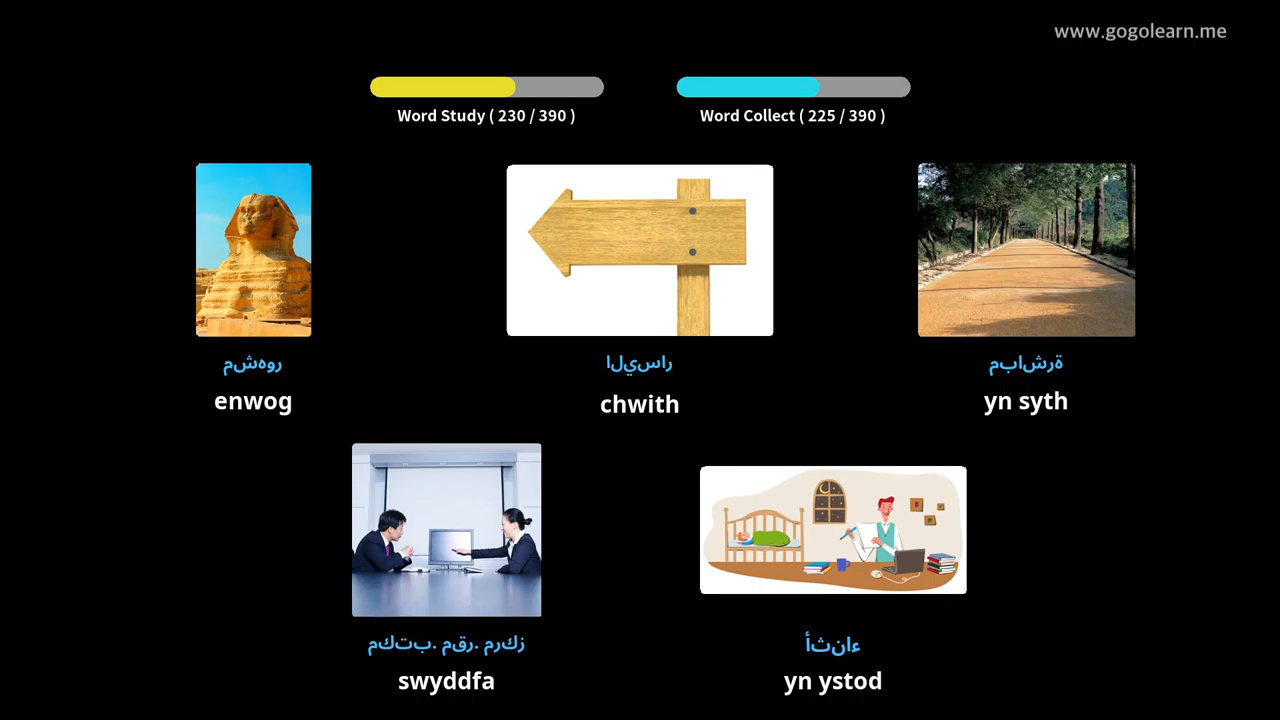 www.gogolearn.me
Word Study ( 230 / 390 )
Word Collect ( 225 / 390 )
مشهور
enwog
اليسار
chwith
مباشرة
yn syth
مكتب. مقر. مركز
swyddfa
أثناء
yn ystod